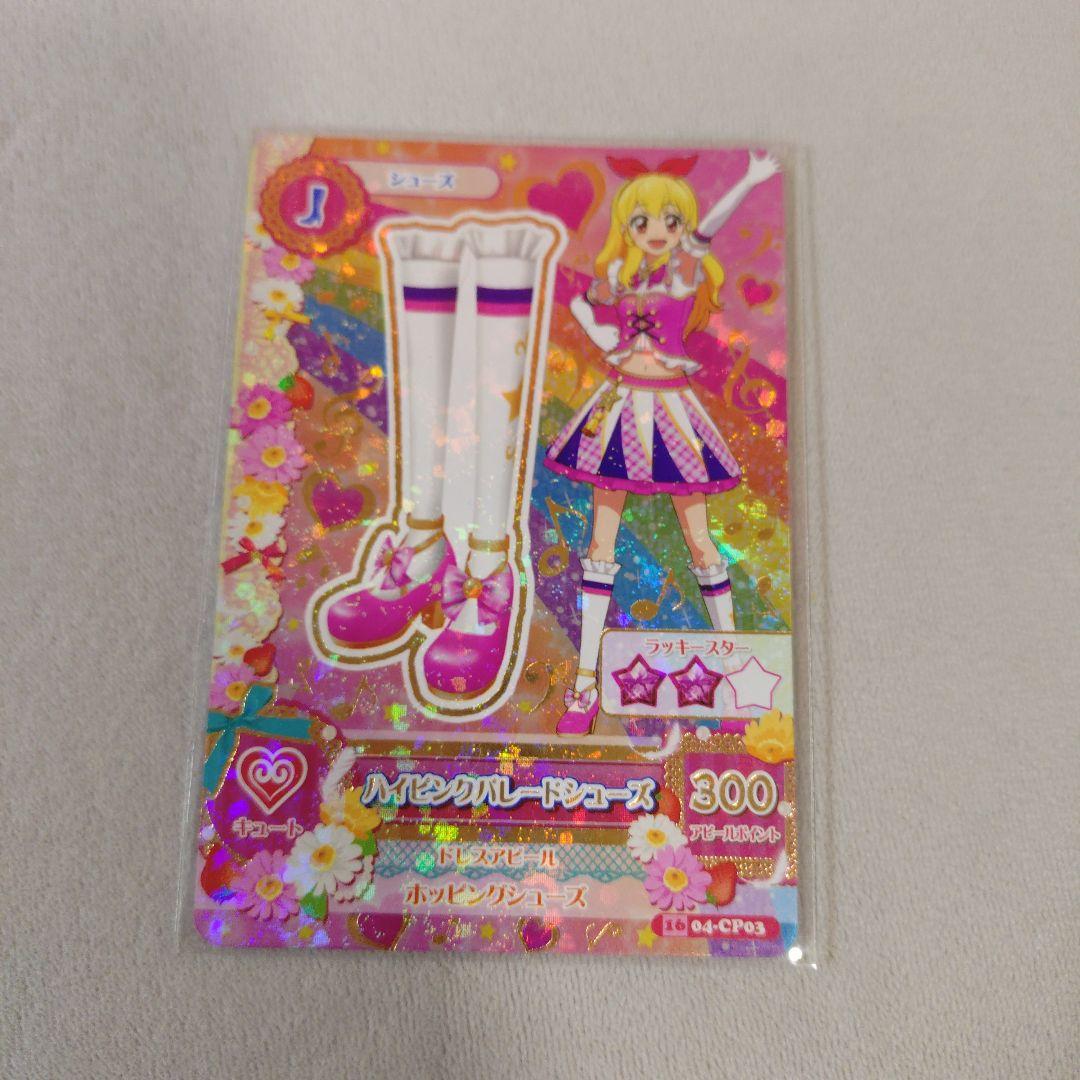 シューズ
ラッキースター
キュート
ハイピンクパレードシューズ
300
アピールポイント
ドレスアピール
ホッピングシューズ
16 04-CP03